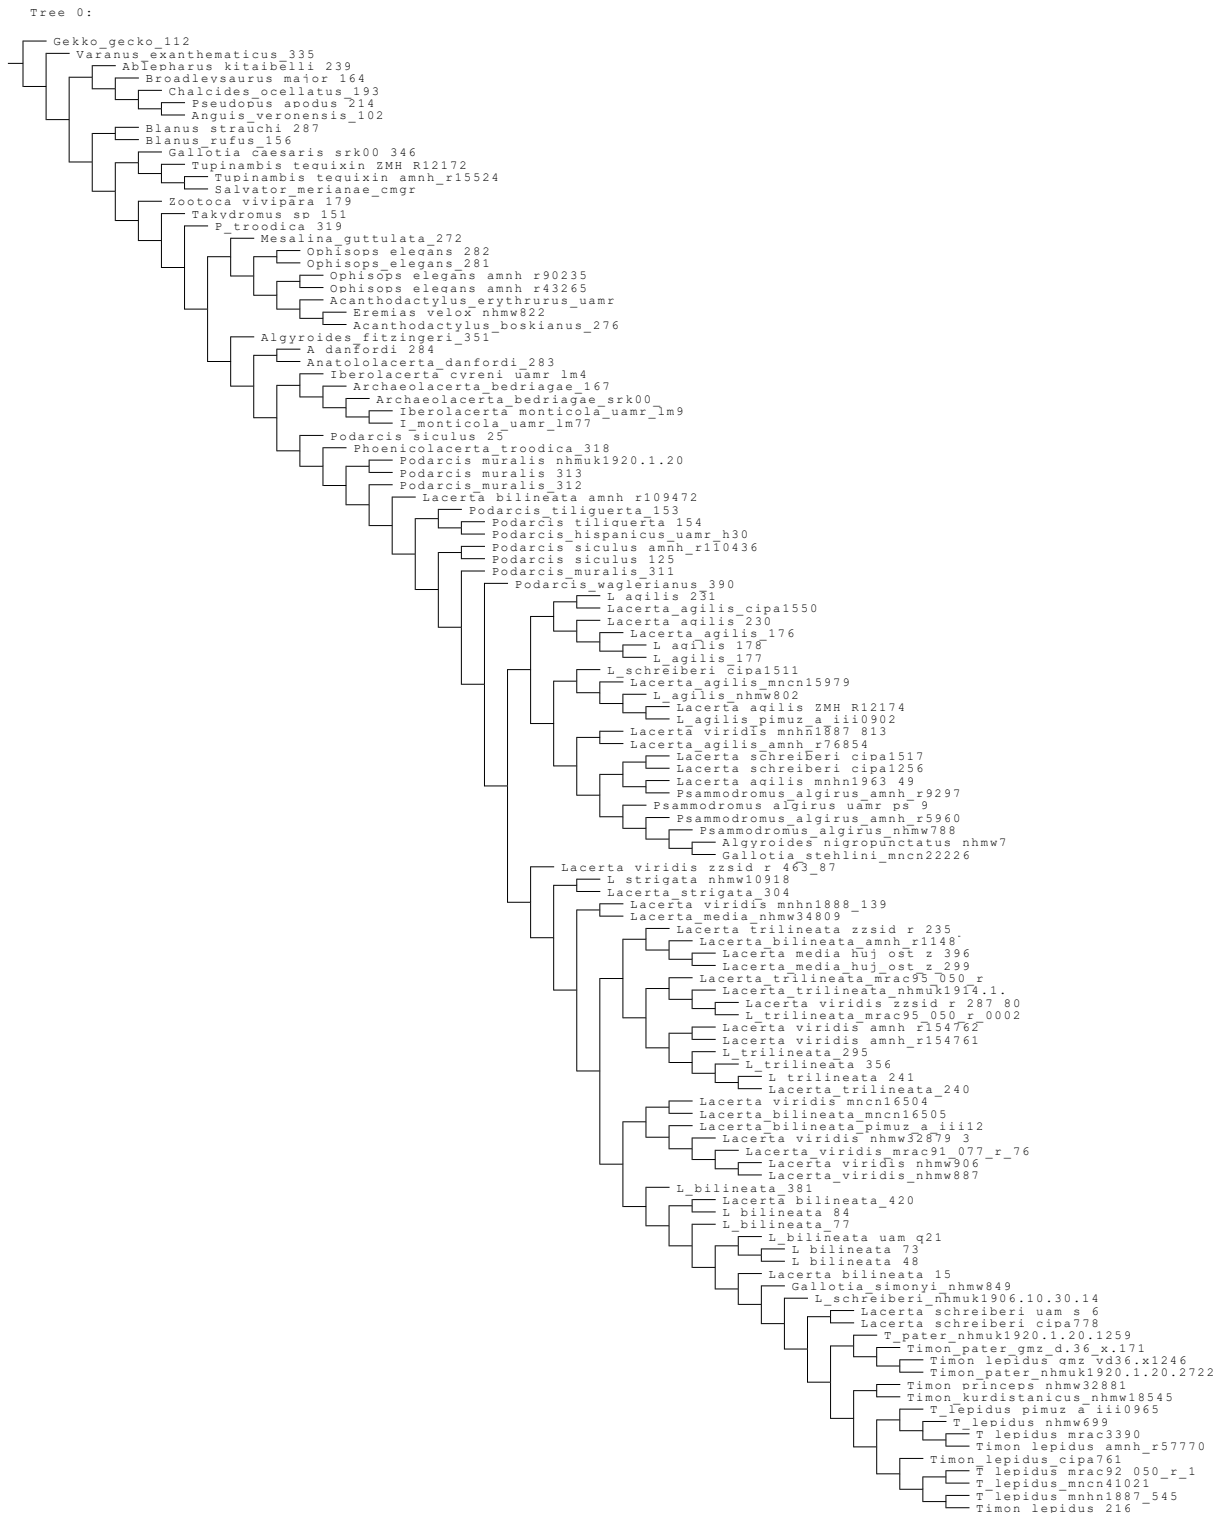 Tree 0:
Gekko_gecko_112
Varanus_exanthematicus_335
Ablepharus_kitaibelli_239
Broadleysaurus_major_164
Chalcides_ocellatus_193
Pseudopus_apodus_214
Anguis_veronensis_102
Blanus_strauchi_287
Blanus_rufus_156
Gallotia_caesaris_srk00_346
Tupinambis_teguixin_ZMH_R12172
Tupinambis_teguixin_amnh_r15524
Salvator_merianae_cmgr
Zootoca_vivipara_179
Takydromus_sp_151
P_troodica_319
Mesalina_guttulata_272
Ophisops_elegans_282
Ophisops_elegans_281
Ophisops_elegans_amnh_r90235
Ophisops_elegans_amnh_r43265
Acanthodactylus_erythrurus_uamr
Eremias_velox_nhmw822
Acanthodactylus_boskianus_276
Algyroides_fitzingeri_351
A_danfordi_284
Anatololacerta_danfordi_283
Iberolacerta_cyreni_uamr_lm4
Archaeolacerta_bedriagae_167
Archaeolacerta_bedriagae_srk00_
Iberolacerta_monticola_uamr_lm9
I_monticola_uamr_lm77
Podarcis_siculus_25
Phoenicolacerta_troodica_318
Podarcis_muralis_nhmuk1920.1.20
Podarcis_muralis_313
Podarcis_muralis_312
Lacerta_bilineata_amnh_r109472
Podarcis_tiliguerta_153
Podarcis_tiliguerta_154
Podarcis_hispanicus_uamr_h30
Podarcis_siculus_amnh_r110436
Podarcis_siculus_125
Podarcis_muralis_311
Podarcis_waglerianus_390
L_agilis_231
Lacerta_agilis_cipa1550
Lacerta_agilis_230
Lacerta_agilis_176
L_agilis_178
L_agilis_177
L_schreiberi_cipa1511
Lacerta_agilis_mncn15979
L_agilis_nhmw802
Lacerta_agilis_ZMH_R12174
L_agilis_pimuz_a_iii0902
Lacerta_viridis_mnhn1887_813
Lacerta_agilis_amnh_r76854
Lacerta_schreiberi_cipa1517
Lacerta_schreiberi_cipa1256
Lacerta_agilis_mnhn1963_49
Psammodromus_algirus_amnh_r9297
Psammodromus_algirus_uamr_ps_9
Psammodromus_algirus_amnh_r5960
Psammodromus_algirus_nhmw788
Algyroides_nigropunctatus_nhmw7
Gallotia_stehlini_mncn22226
Lacerta_viridis_zzsid_r_463_87
L_strigata_nhmw10918
Lacerta_strigata_304
Lacerta_viridis_mnhn1888_139
Lacerta_media_nhmw34809
Lacerta_trilineata_zzsid_r_235_
Lacerta_bilineata_amnh_r1148
Lacerta_media_huj_ost_z_396
Lacerta_media_huj_ost_z_299
Lacerta_trilineata_mrac95_050_r
Lacerta_trilineata_nhmuk1914.1.
Lacerta_viridis_zzsid_r_287_80
L_trilineata_mrac95_050_r_0002
Lacerta_viridis_amnh_r154762
Lacerta_viridis_amnh_r154761
L_trilineata_295
L_trilineata_356
L_trilineata_241
Lacerta_trilineata_240
Lacerta_viridis_mncn16504
Lacerta_bilineata_mncn16505
Lacerta_bilineata_pimuz_a_iii12
Lacerta_viridis_nhmw32879_3
Lacerta_viridis_mrac91_077_r_76
Lacerta_viridis_nhmw906
Lacerta_viridis_nhmw887
L_bilineata_381
Lacerta_bilineata_420
L_bilineata_84
L_bilineata_77
L_bilineata_uam_q21
L_bilineata_73
L_bilineata_48
Lacerta_bilineata_15
Gallotia_simonyi_nhmw849
L_schreiberi_nhmuk1906.10.30.14
Lacerta_schreiberi_uam_s_6
Lacerta_schreiberi_cipa778
T_pater_nhmuk1920.1.20.1259
Timon_pater_gmz_d.36_x.171
Timon_lepidus_gmz_vd36.x1246
Timon_pater_nhmuk1920.1.20.2722
Timon_princeps_nhmw32881
Timon_kurdistanicus_nhmw18545
T_lepidus_pimuz_a_iii0965
T_lepidus_nhmw699
T_lepidus_mrac3390
Timon_lepidus_amnh_r57770
Timon_lepidus_cipa761
T_lepidus_mrac92_050_r_1
T_lepidus_mncn41021
T_lepidus_mnhn1887_545
Timon_lepidus_216